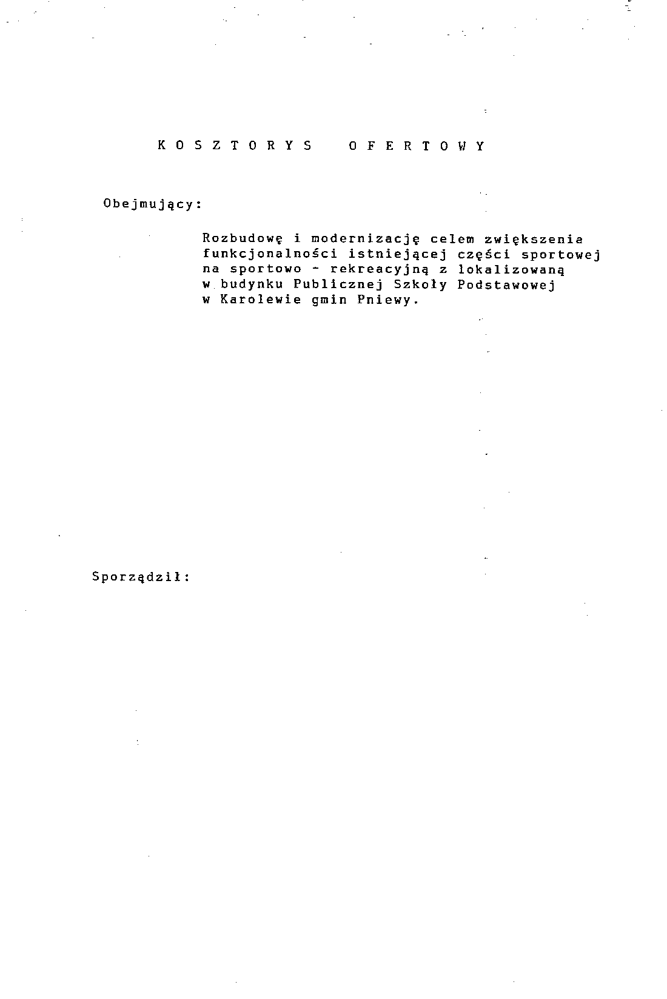 K O S Z T O R Y S   O F E R T O W Y
Obejmujący:
Rozbudowę i modernizację celem zwiększenia
funkcjonalności istniejącej części sportowej
na sportowo - rekreacyjną z lokalizowaną
w budynku Publicznej Szkoły Podstawowej
w Karolewie gmin Pniewy.
Sporządził: